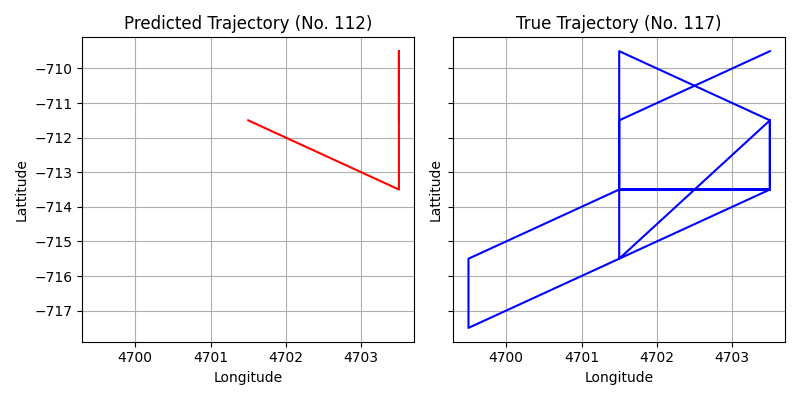 Predicted Trajectory (No. 112)
True Trajectory (No. 117)
−710
−711
−712
−713
−714
−715
−716
−717
Lattitude
Lattitude
4700 4701 4702 4703
4700 4701 4702 4703
Longitude
Longitude